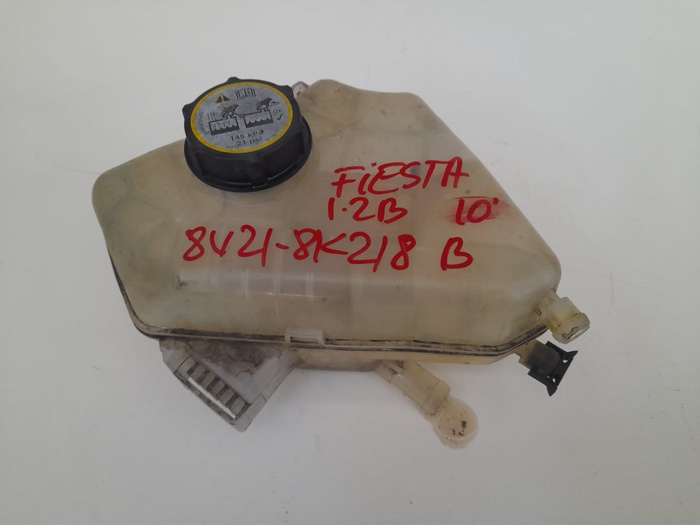 145 KPa
21 PSI
FiESTA
1.2B 10'
8V21-8K218 B